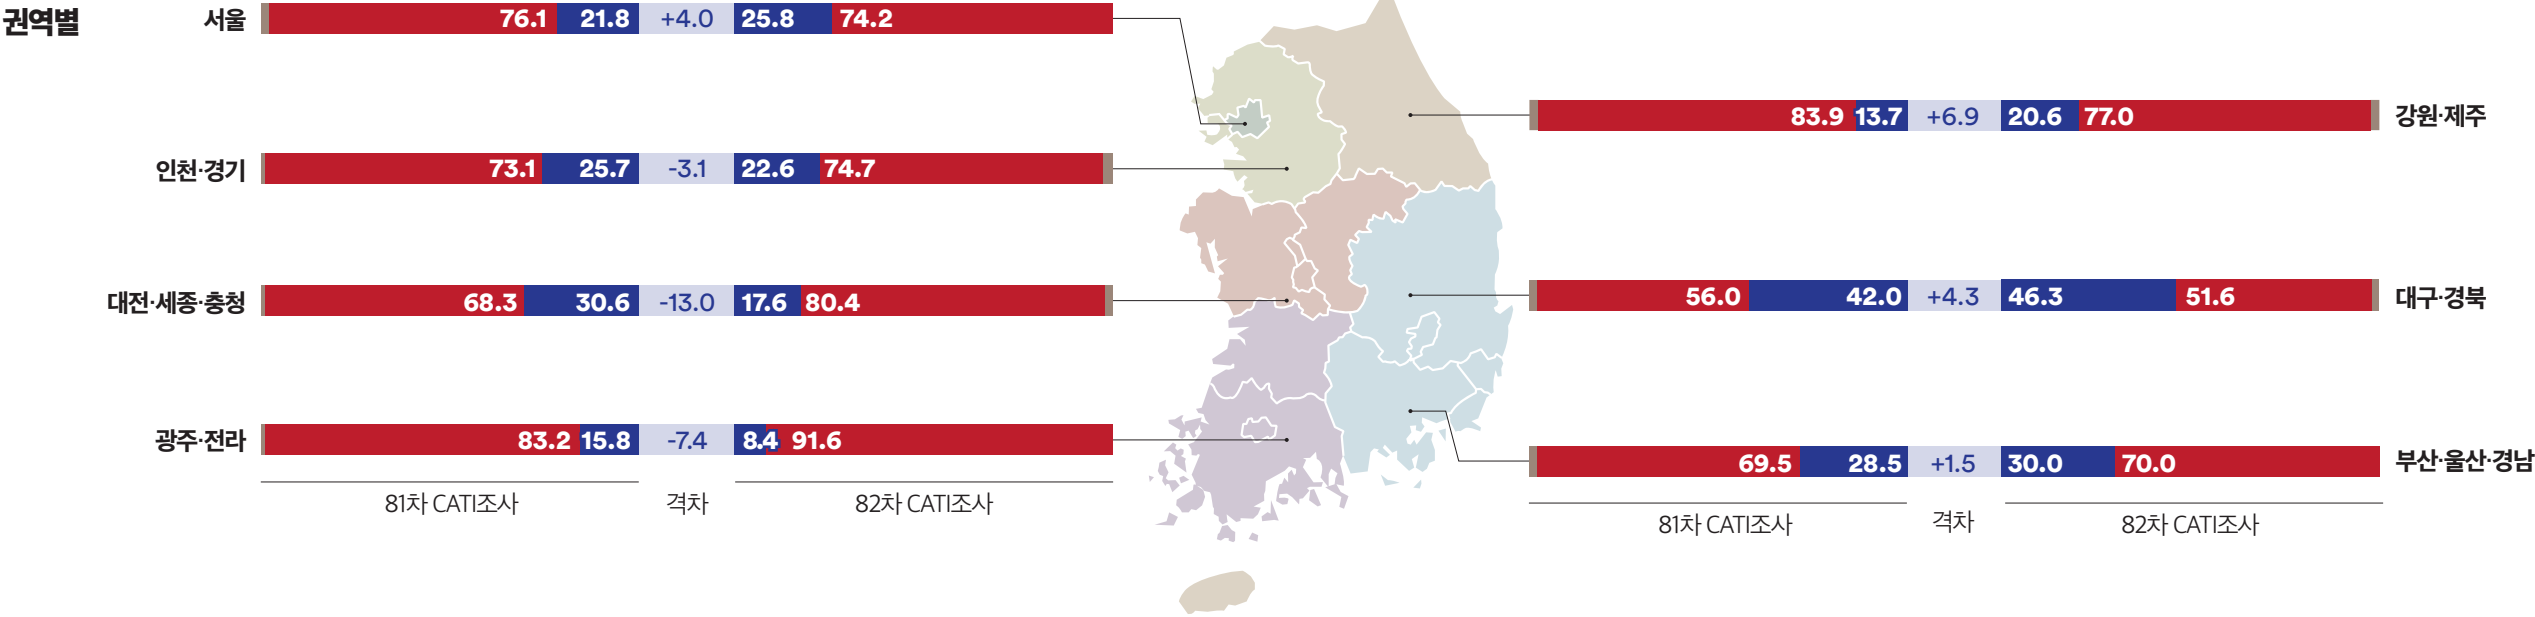 권역별
서울 76.1 21.8 +4.0 25.8 74.2
인천·경기 73.1 25.7 -3.1 22.6 74.7
대전·세종·충청 68.3 30.6 -13.0 17.6 80.4
광주·전라 83.2 15.8 -7.4 8.4 91.6
81차 CATI조사 격차 82차 CATI조사
83.9 13.7 +6.9 20.6 77.0 강원·제주
56.0 42.0 +4.3 46.3 51.6 대구·경북
69.5 28.5 +1.5 30.0 70.0 부산·울산·경남
81차 CATI조사 격차 82차 CATI조사